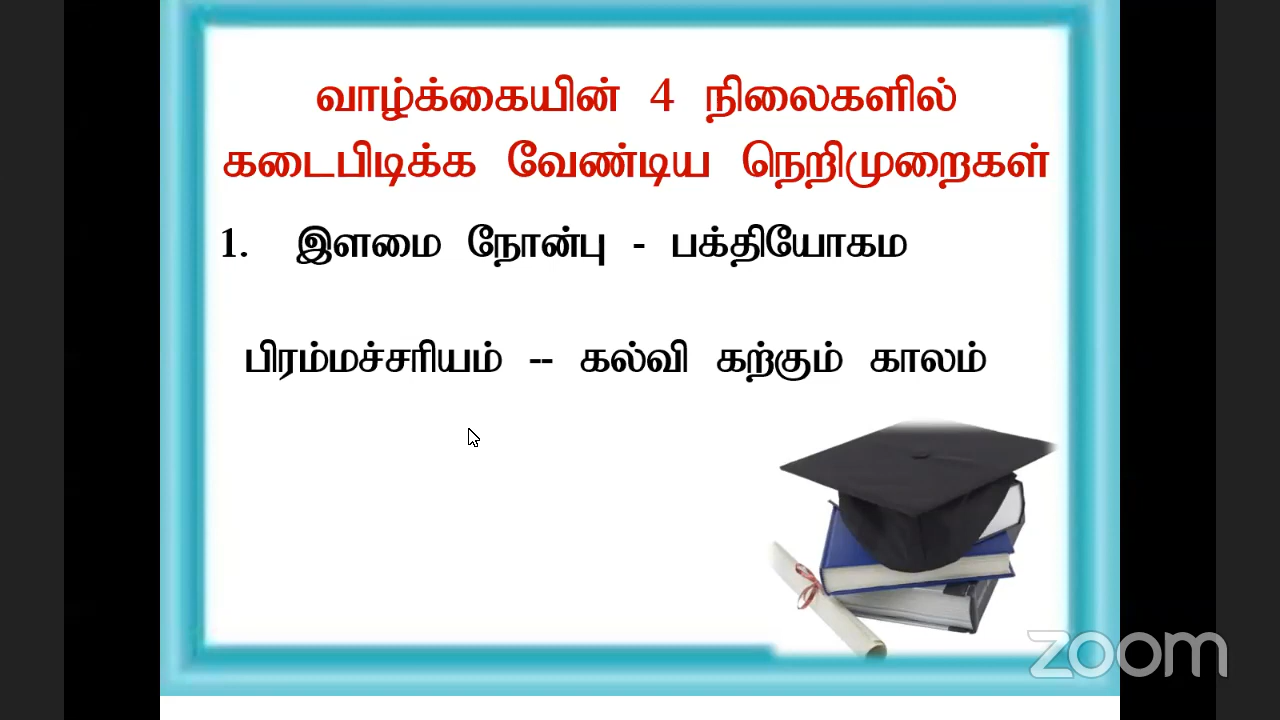 வாழ்க்கையின் 4 நிலைகளில்
கடைபிடிக்க வேண்டிய நெறிமுறைகள்
1. இளமை நோன்பு - பக்தியோகம
பிரம்மச்சரியம் -- கல்வி கற்கும் காலம்
zoom